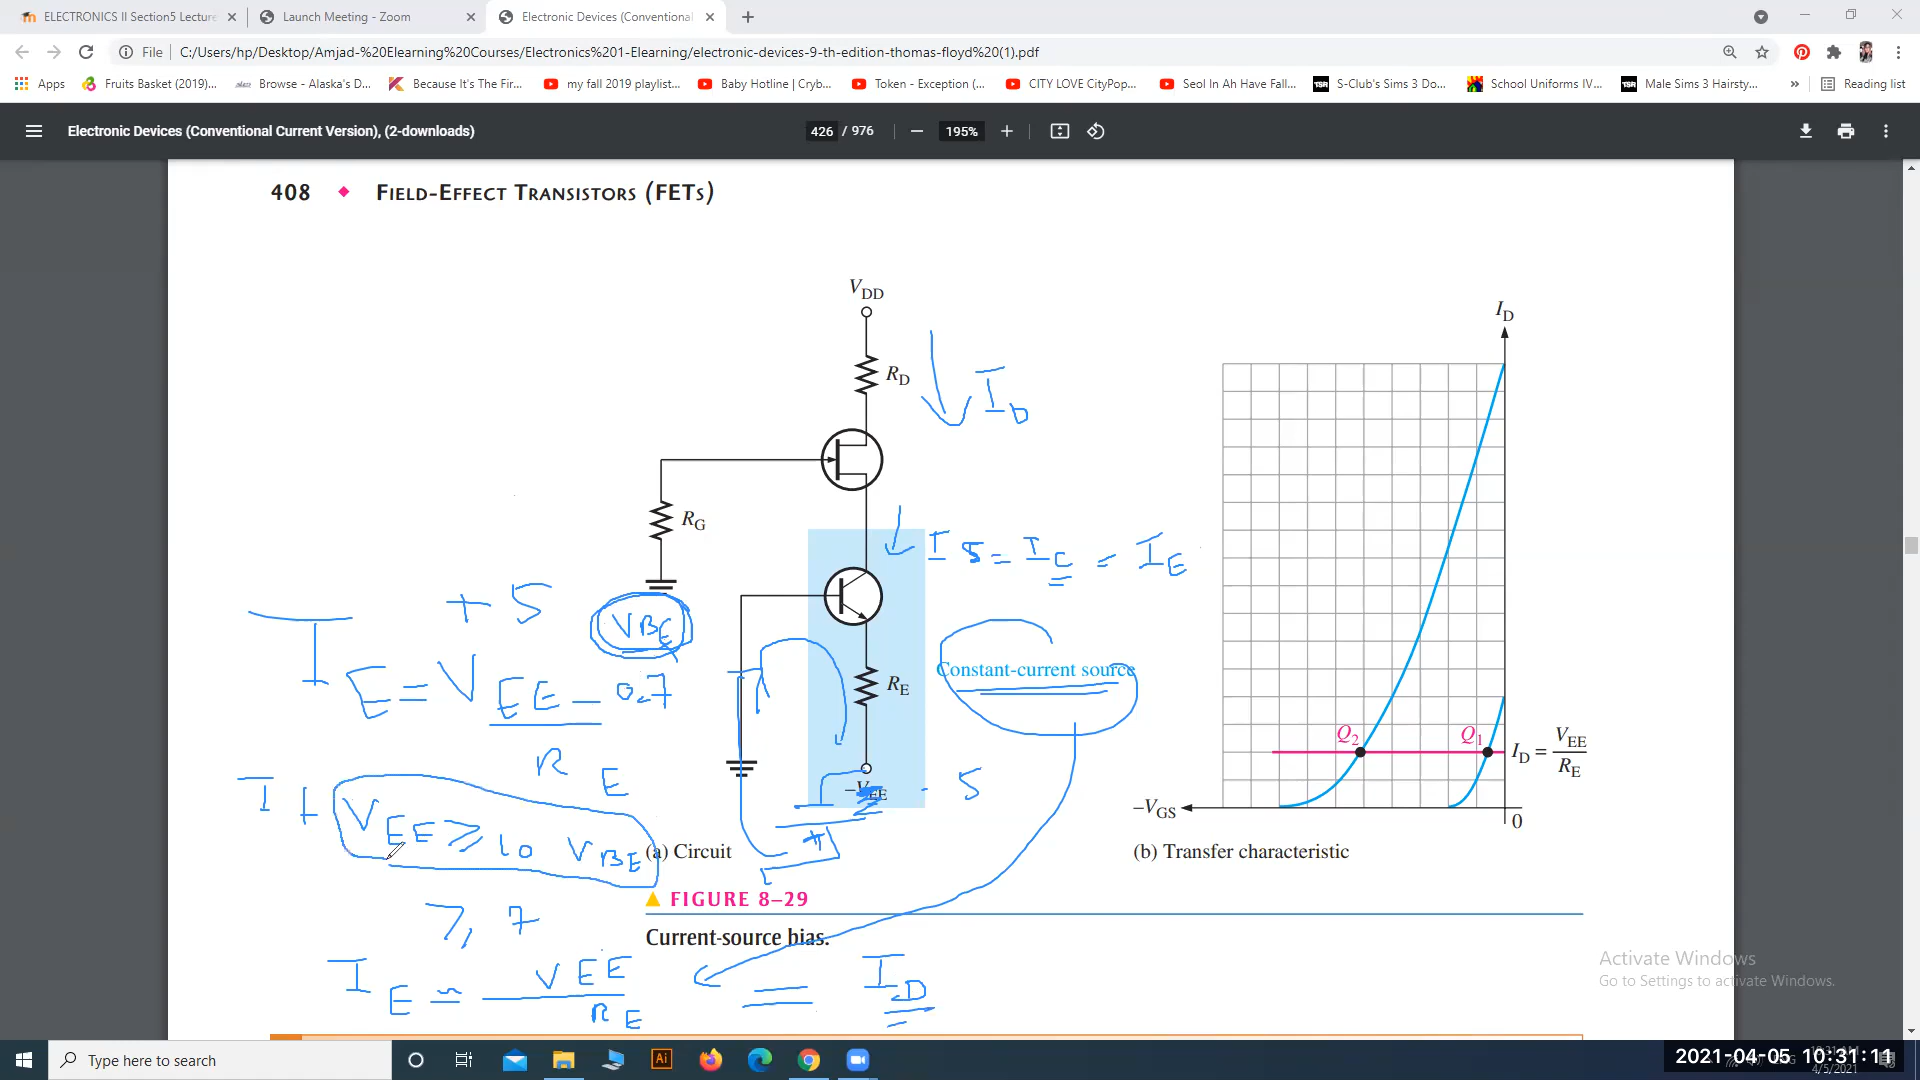 ELECTRONICS II Section5 Lecture
Launch Meeting - Zoom
Electronic Devices (Conventional
File
C:/Users/hp/Desktop/Amjad-%20Elearning%20Courses/Electronics%201-Elearning/electronic-devices-9-th-edition-thomas-floyd%20(1).pdf
Apps
Fruits Basket (2019)...
Browse - Alaska's D...
Because It's The Fir...
my fall 2019 playlist...
Baby Hotline | Cryb...
Token - Exception (...
CITY LOVE CityPop...
Seol In Ah Have Fall...
S-Club's Sims 3 Do...
School Uniforms IV...
Male Sims 3 Hairsty...
»
Reading list
Electronic Devices (Conventional Current Version), (2-downloads)
426 / 976
195%
408 ◆ FIELD-EFFECT TRANSISTORS (FETs)
VDD
RD
ID
ID
RG
IS = IC = IE
+5
VBE
IE = VEE - 0.7
RE
RE
Constant-current source
Q2
Q1
ID = VEE
RE
-VEE
- 5
VEE ≥ 10 VBE
-VGS
0
(a) Circuit
(b) Transfer characteristic
▲ FIGURE 8–29
≥ 7
Current-source bias.
IE ≃ VEE
RE
= ID
Activate Windows
Go to Settings to activate Windows.
Type here to search
Ai
2021-04-05 10:31:11
4/5/2021